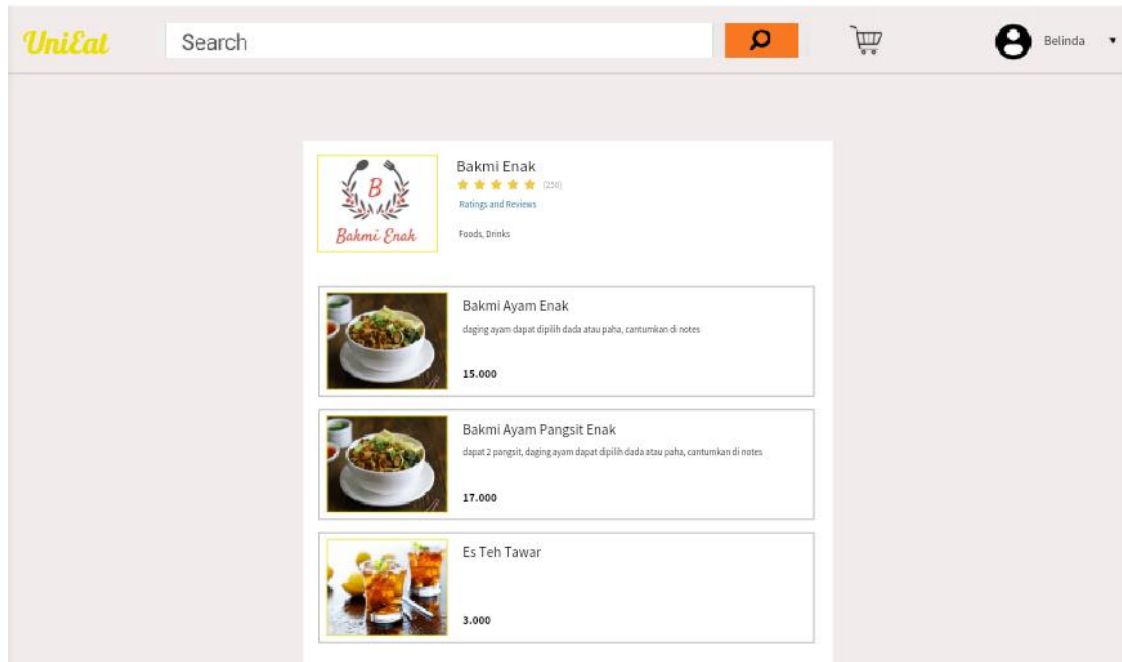 UniEat
Search
Belinda
B
Bakmi Enak
Bakmi Enak
(250)
Ratings and Reviews
Foods, Drinks
Bakmi Ayam Enak
daging ayam dapat dipilih dada atau paha, cantumkan di notes
15.000
Bakmi Ayam Pangsit Enak
dapat 2 pangsit, daging ayam dapat dipilih dada atau paha, cantumkan di notes
17.000
Es Teh Tawar
3.000